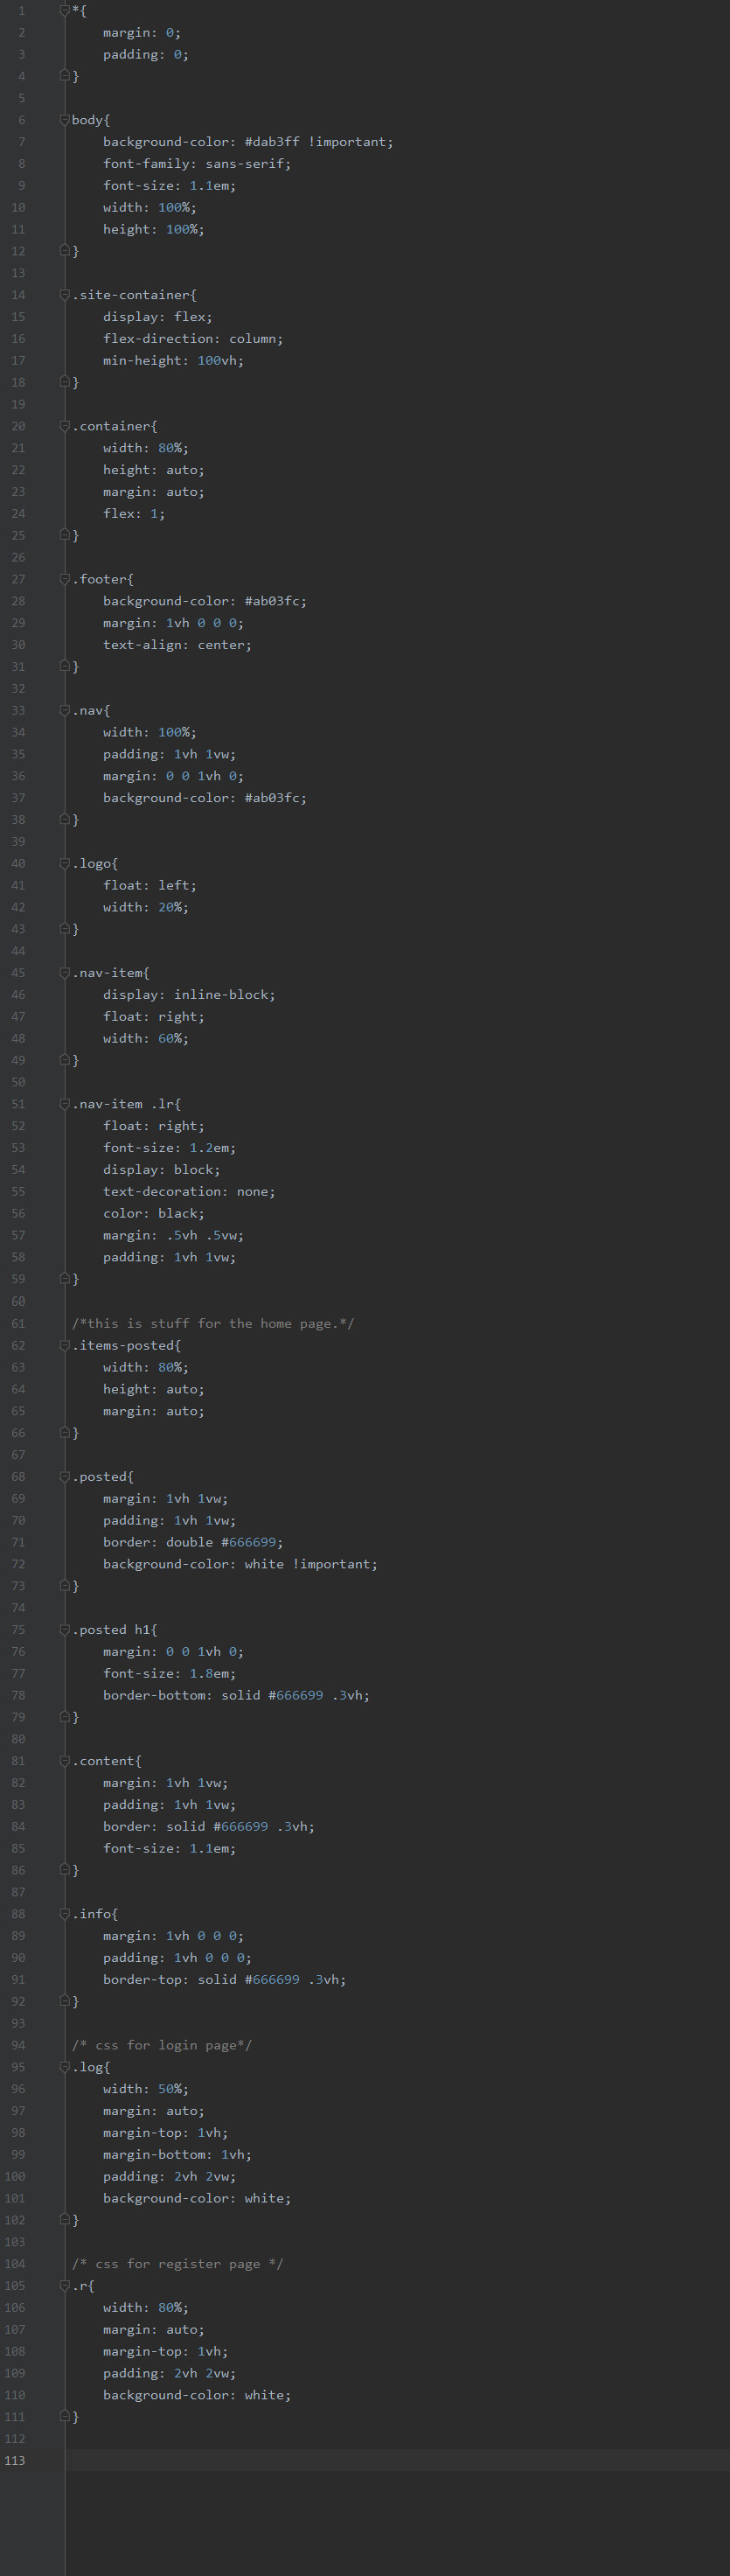 1 *{
2 margin: 0;
3 padding: 0;
4 }
5
6 body{
7 background-color: #dab3ff !important;
8 font-family: sans-serif;
9 font-size: 1.1em;
10 width: 100%;
11 height: 100%;
12 }
13
14 .site-container{
15 display: flex;
16 flex-direction: column;
17 min-height: 100vh;
18 }
19
20 .container{
21 width: 80%;
22 height: auto;
23 margin: auto;
24 flex: 1;
25 }
26
27 .footer{
28 background-color: #ab03fc;
29 margin: 1vh 0 0 0;
30 text-align: center;
31 }
32
33 .nav{
34 width: 100%;
35 padding: 1vh 1vw;
36 margin: 0 0 1vh 0;
37 background-color: #ab03fc;
38 }
39
40 .logo{
41 float: left;
42 width: 20%;
43 }
44
45 .nav-item{
46 display: inline-block;
47 float: right;
48 width: 60%;
49 }
50
51 .nav-item .lr{
52 float: right;
53 font-size: 1.2em;
54 display: block;
55 text-decoration: none;
56 color: black;
57 margin: .5vh .5vw;
58 padding: 1vh 1vw;
59 }
60
61 /*this is stuff for the home page.*/
62 .items-posted{
63 width: 80%;
64 height: auto;
65 margin: auto;
66 }
67
68 .posted{
69 margin: 1vh 1vw;
70 padding: 1vh 1vw;
71 border: double #666699;
72 background-color: white !important;
73 }
74
75 .posted h1{
76 margin: 0 0 1vh 0;
77 font-size: 1.8em;
78 border-bottom: solid #666699 .3vh;
79 }
80
81 .content{
82 margin: 1vh 1vw;
83 padding: 1vh 1vw;
84 border: solid #666699 .3vh;
85 font-size: 1.1em;
86 }
87
88 .info{
89 margin: 1vh 0 0 0;
90 padding: 1vh 0 0 0;
91 border-top: solid #666699 .3vh;
92 }
93
94 /* css for login page*/
95 .log{
96 width: 50%;
97 margin: auto;
98 margin-top: 1vh;
99 margin-bottom: 1vh;
100 padding: 2vh 2vw;
101 background-color: white;
102 }
103
104 /* css for register page */
105 .r{
106 width: 80%;
107 margin: auto;
108 margin-top: 1vh;
109 padding: 2vh 2vw;
110 background-color: white;
111 }
112
113